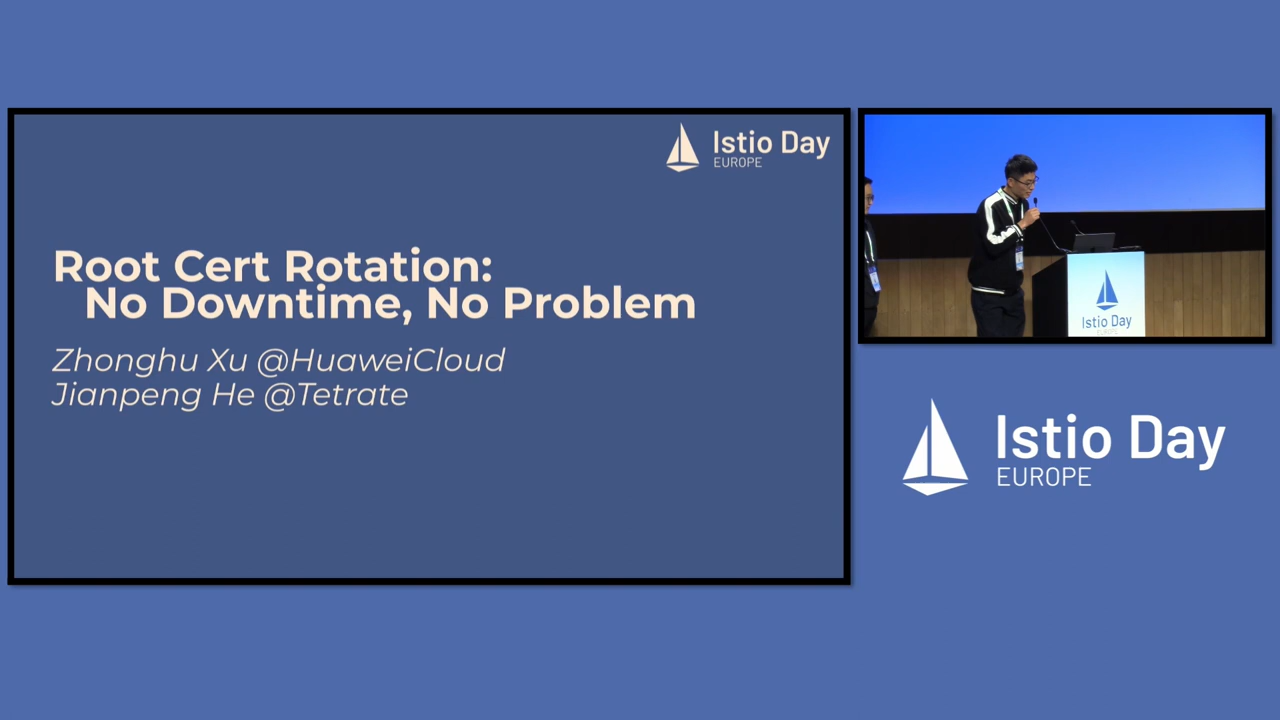 Istio Day
EUROPE
Root Cert Rotation:
No Downtime, No Problem
Zhonghu Xu @HuaweiCloud
Jianpeng He @Tetrate
Istio Day
EUROPE
Istio Day
EUROPE